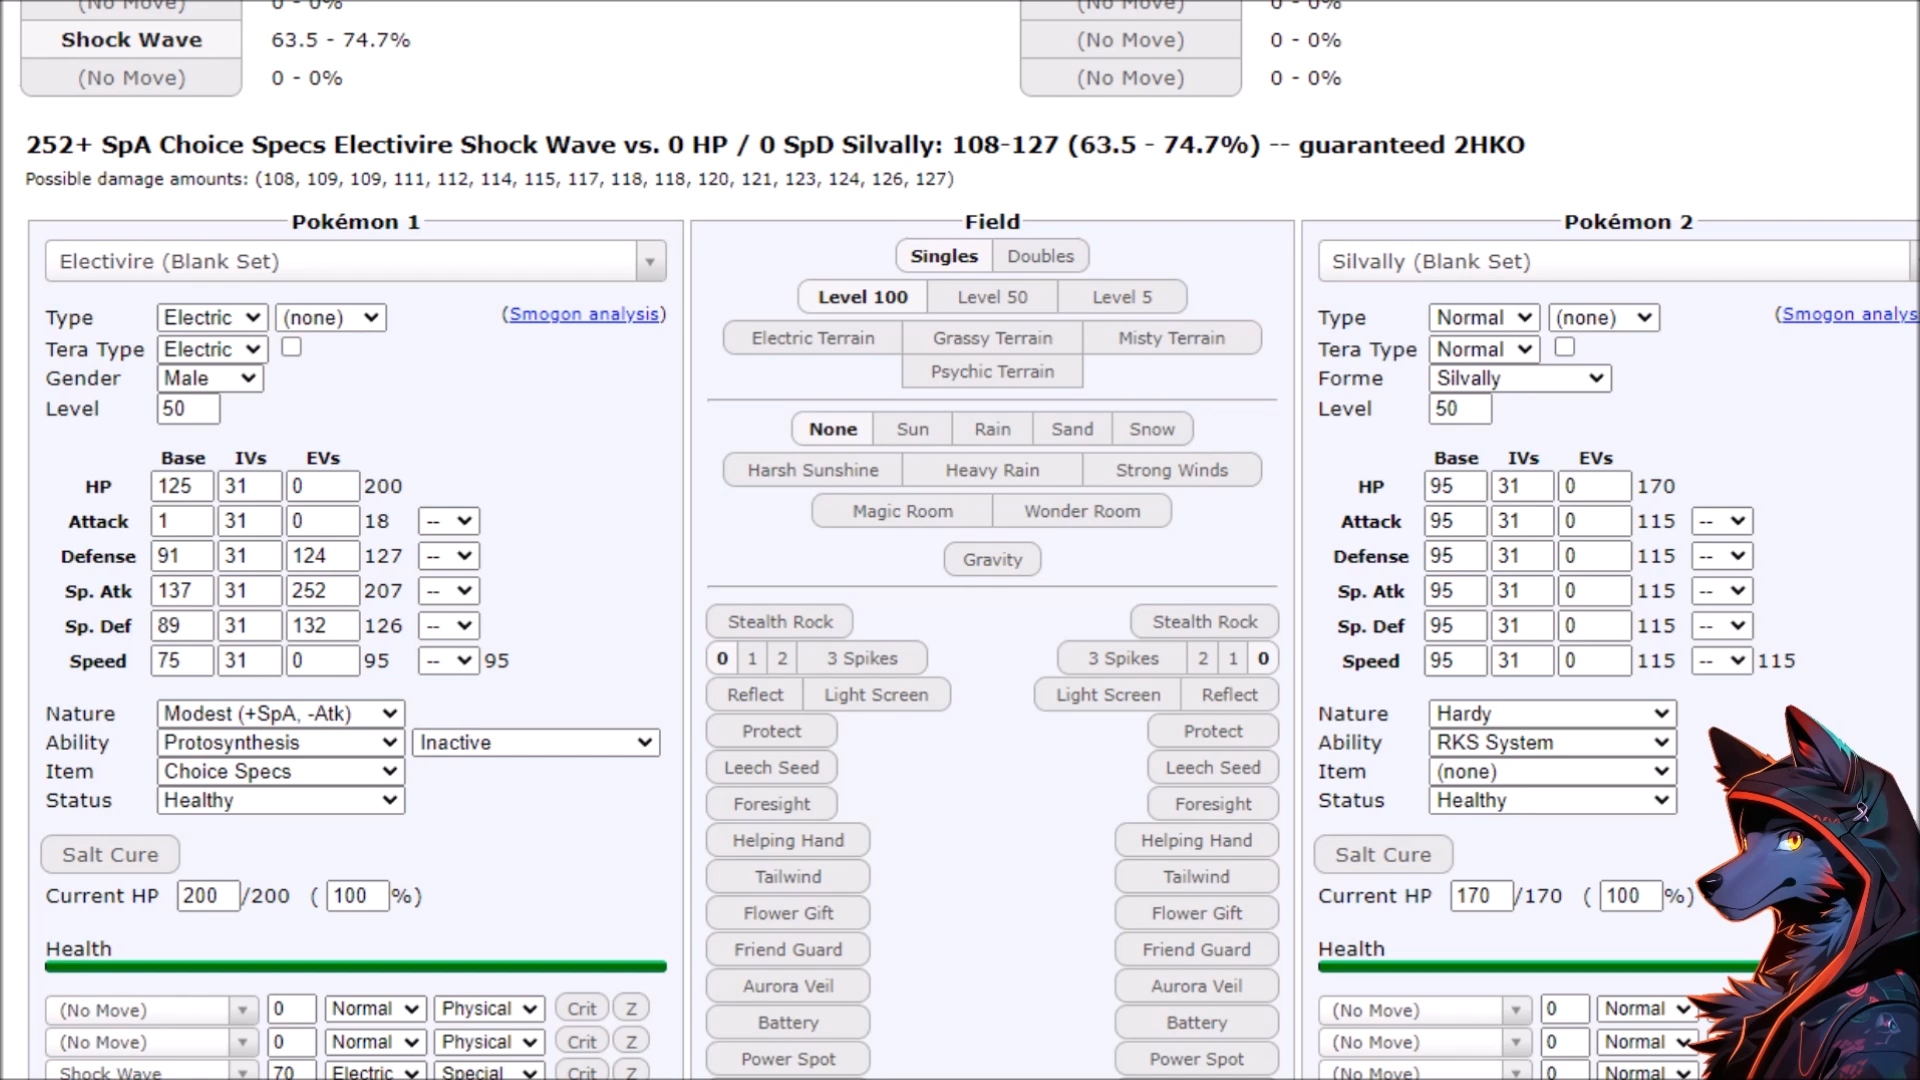 (No Move) 0 - 0% (No Move) 0 - 0%
Shock Wave 63.5 - 74.7% (No Move) 0 - 0%
(No Move) 0 - 0% (No Move) 0 - 0%
252+ SpA Choice Specs Electivire Shock Wave vs. 0 HP / 0 SpD Silvally: 108-127 (63.5 - 74.7%) -- guaranteed 2HKO
Possible damage amounts: (108, 109, 109, 111, 112, 114, 115, 117, 118, 118, 120, 121, 123, 124, 126, 127)
Pokémon 1
Electivire (Blank Set)
Type Electric (none) (Smogon analysis)
Tera Type Electric
Gender Male
Level 50
Base IVs EVs
HP 125 31 0 200
Attack 1 31 0 18 --
Defense 91 31 124 127 --
Sp. Atk 137 31 252 207 --
Sp. Def 89 31 132 126 --
Speed 75 31 0 95 -- 95
Nature Modest (+SpA, -Atk)
Ability Protosynthesis Inactive
Item Choice Specs
Status Healthy
Salt Cure
Current HP 200 /200 ( 100 %)
Health
(No Move) 0 Normal Physical Crit Z
(No Move) 0 Normal Physical Crit Z
Shock Wave 70 Electric Special Crit Z
Field
Singles Doubles
Level 100 Level 50 Level 5
Electric Terrain Grassy Terrain Misty Terrain
Psychic Terrain
None Sun Rain Sand Snow
Harsh Sunshine Heavy Rain Strong Winds
Magic Room Wonder Room
Gravity
Stealth Rock Stealth Rock
0 1 2 3 Spikes 3 Spikes 2 1 0
Reflect Light Screen Light Screen Reflect
Protect Protect
Leech Seed Leech Seed
Foresight Foresight
Helping Hand Helping Hand
Tailwind Tailwind
Flower Gift Flower Gift
Friend Guard Friend Guard
Aurora Veil Aurora Veil
Battery Battery
Power Spot Power Spot
Pokémon 2
Silvally (Blank Set)
Type Normal (none) (Smogon analys
Tera Type Normal
Forme Silvally
Level 50
Base IVs EVs
HP 95 31 0 170
Attack 95 31 0 115 --
Defense 95 31 0 115 --
Sp. Atk 95 31 0 115 --
Sp. Def 95 31 0 115 --
Speed 95 31 0 115 -- 115
Nature Hardy
Ability RKS System
Item (none)
Status Healthy
Salt Cure
Current HP 170 /170 ( 100 %)
Health
(No Move) 0 Normal
(No Move) 0 Normal
(No Move) 0 Normal